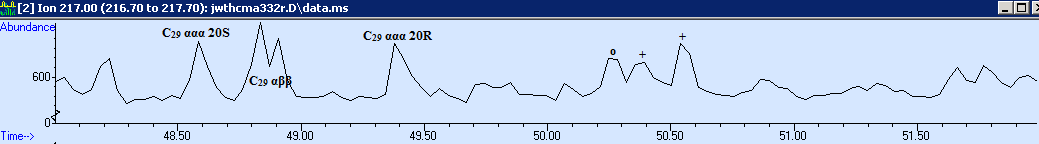 [2] Ion 217.00 (216.70 to 217.70): jwthcma332r.D\data.ms
Abundance
C29 ααα 20S
C29 αββ
C29 ααα 20R
o
+
+
600
0
Time-->
48.50
49.00
49.50
50.00
50.50
51.00
51.50